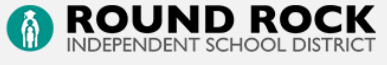 ROUND ROCK
INDEPENDENT SCHOOL DISTRICT